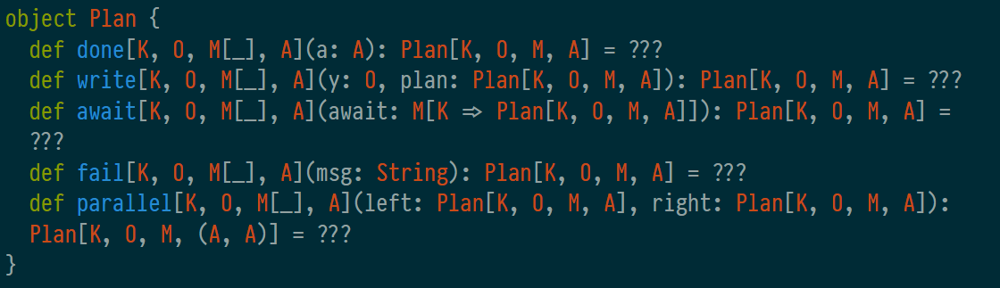 object Plan {
  def done[K, O, M[_], A](a: A): Plan[K, O, M, A] = ???
  def write[K, O, M[_], A](y: O, plan: Plan[K, O, M, A]): Plan[K, O, M, A] = ???
  def await[K, O, M[_], A](await: M[K ⇒ Plan[K, O, M, A]]): Plan[K, O, M, A] =
  ???
  def fail[K, O, M[_], A](msg: String): Plan[K, O, M, A] = ???
  def parallel[K, O, M[_], A](left: Plan[K, O, M, A], right: Plan[K, O, M, A]):
  Plan[K, O, M, (A, A)] = ???
}